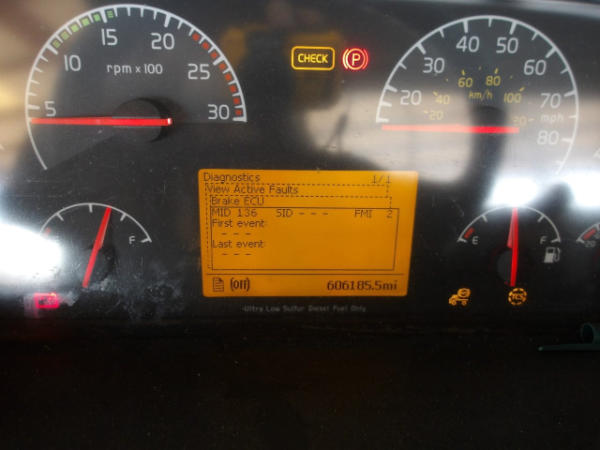 5 10 15 20 25 30
rpm x 100
CHECK
P
20 30 40 50 60 70 80
mph
20 40 60 80 100
km/h
Diagnostics 1/1
View Active Faults
Brake ECU
MID 136 SID - - - FMI 2
First event:
- - -
Last event:
- - -
606185.5mi
F
E F
-Ultra Low Sulfur Diesel Fuel Only.